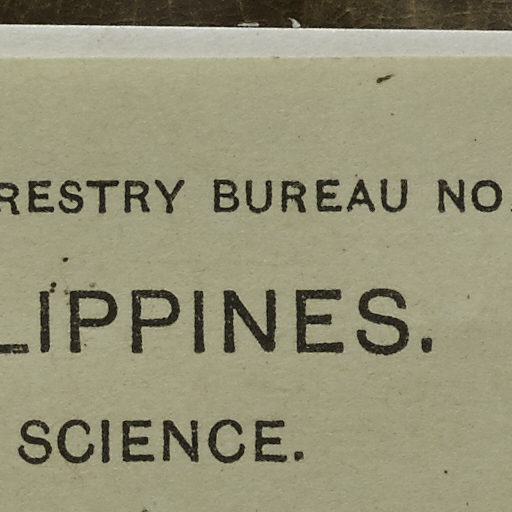 RESTRY BUREAU NO.
LIPPINES.
SCIENCE.